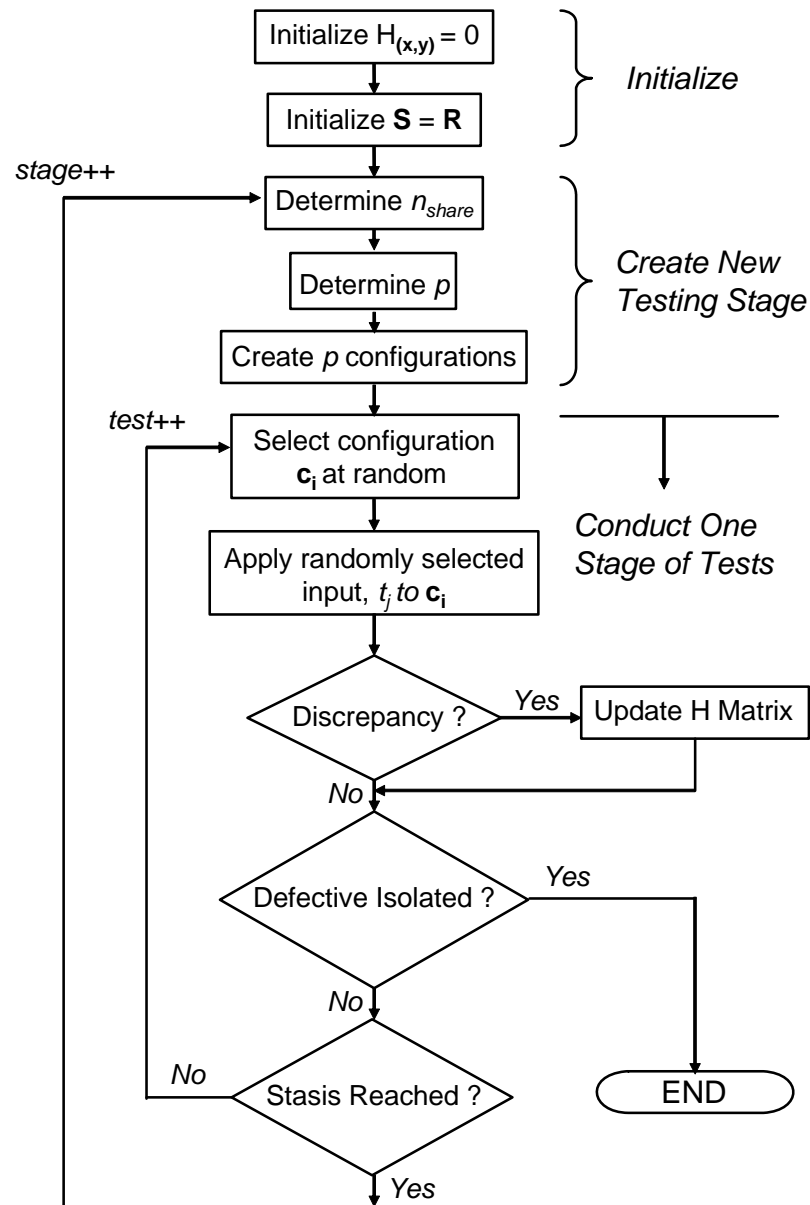 Initialize H(x,y) = 0
Initialize
Initialize S = R
stage++
Determine nshare
Create New
Testing Stage
Determine p
Create p configurations
test++
Select configuration
ci at random
Conduct One
Stage of Tests
Apply randomly selected
input, tj to ci
Discrepancy ?
Yes
Update H Matrix
No
Defective Isolated ?
Yes
No
No
Stasis Reached ?
END
Yes